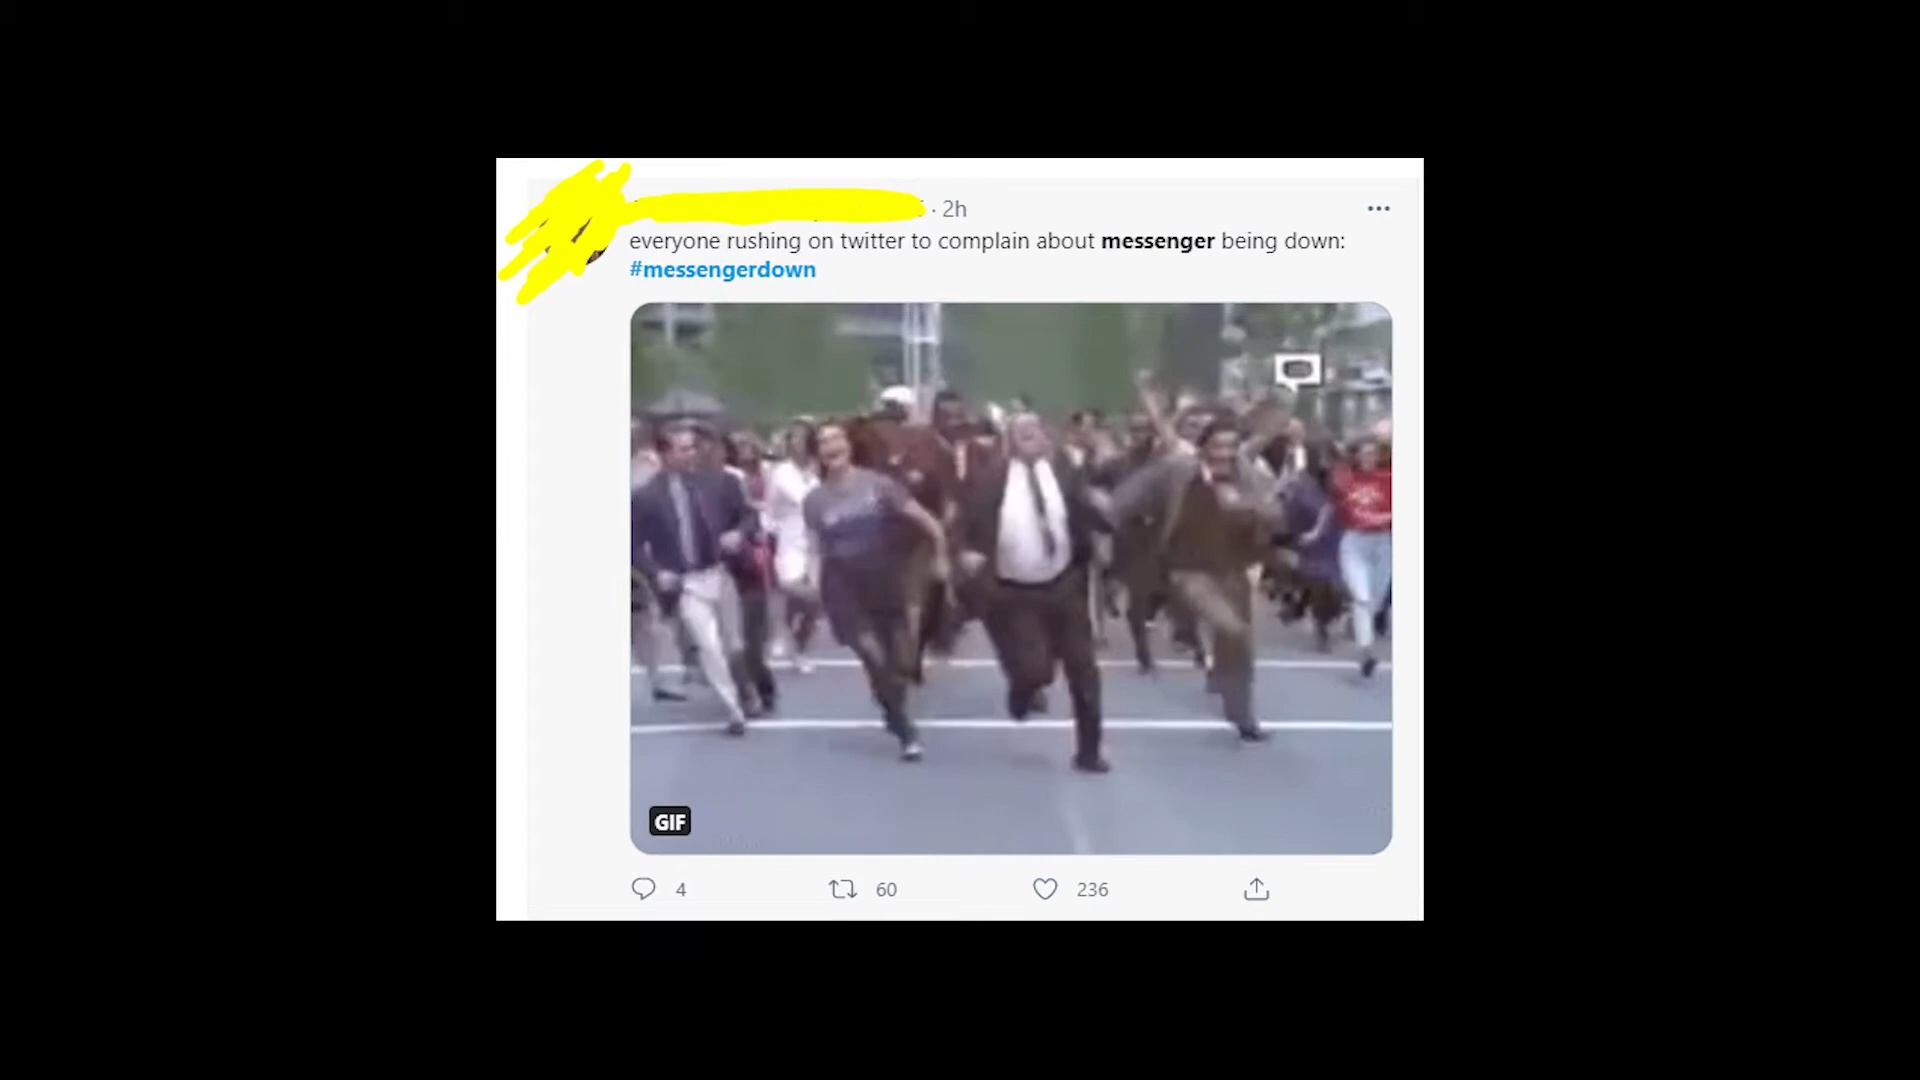 · 2h
everyone rushing on twitter to complain about messenger being down:
#messengerdown
GIF
4 60 236